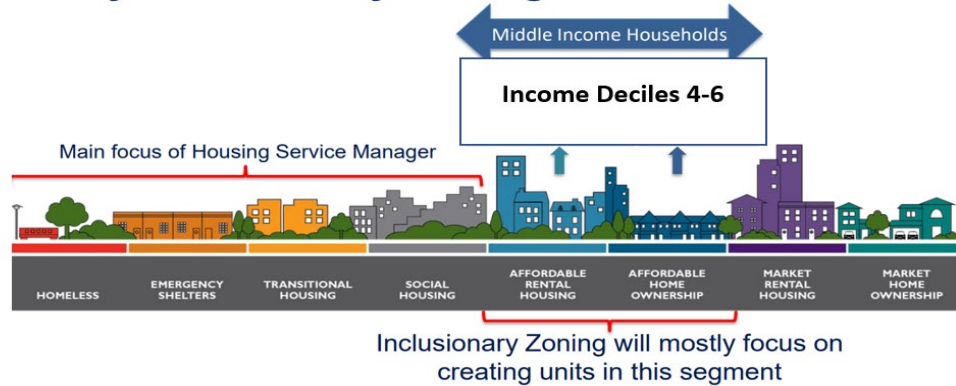 Middle Income Households
Income Deciles 4-6
Main focus of Housing Service Manager
HOMELESS
EMERGENCY
SHELTERS
TRANSITIONAL
HOUSING
SOCIAL
HOUSING
AFFORDABLE
RENTAL
HOUSING
AFFORDABLE
HOME
OWNERSHIP
MARKET
RENTAL
HOUSING
MARKET
HOME
OWNERSHIP
Inclusionary Zoning will mostly focus on
creating units in this segment